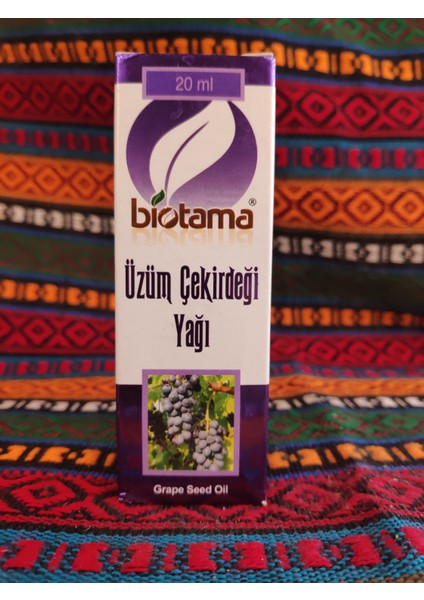 20 ml
biotama®
Üzüm Çekirdeği
Yağı
Grape Seed Oil